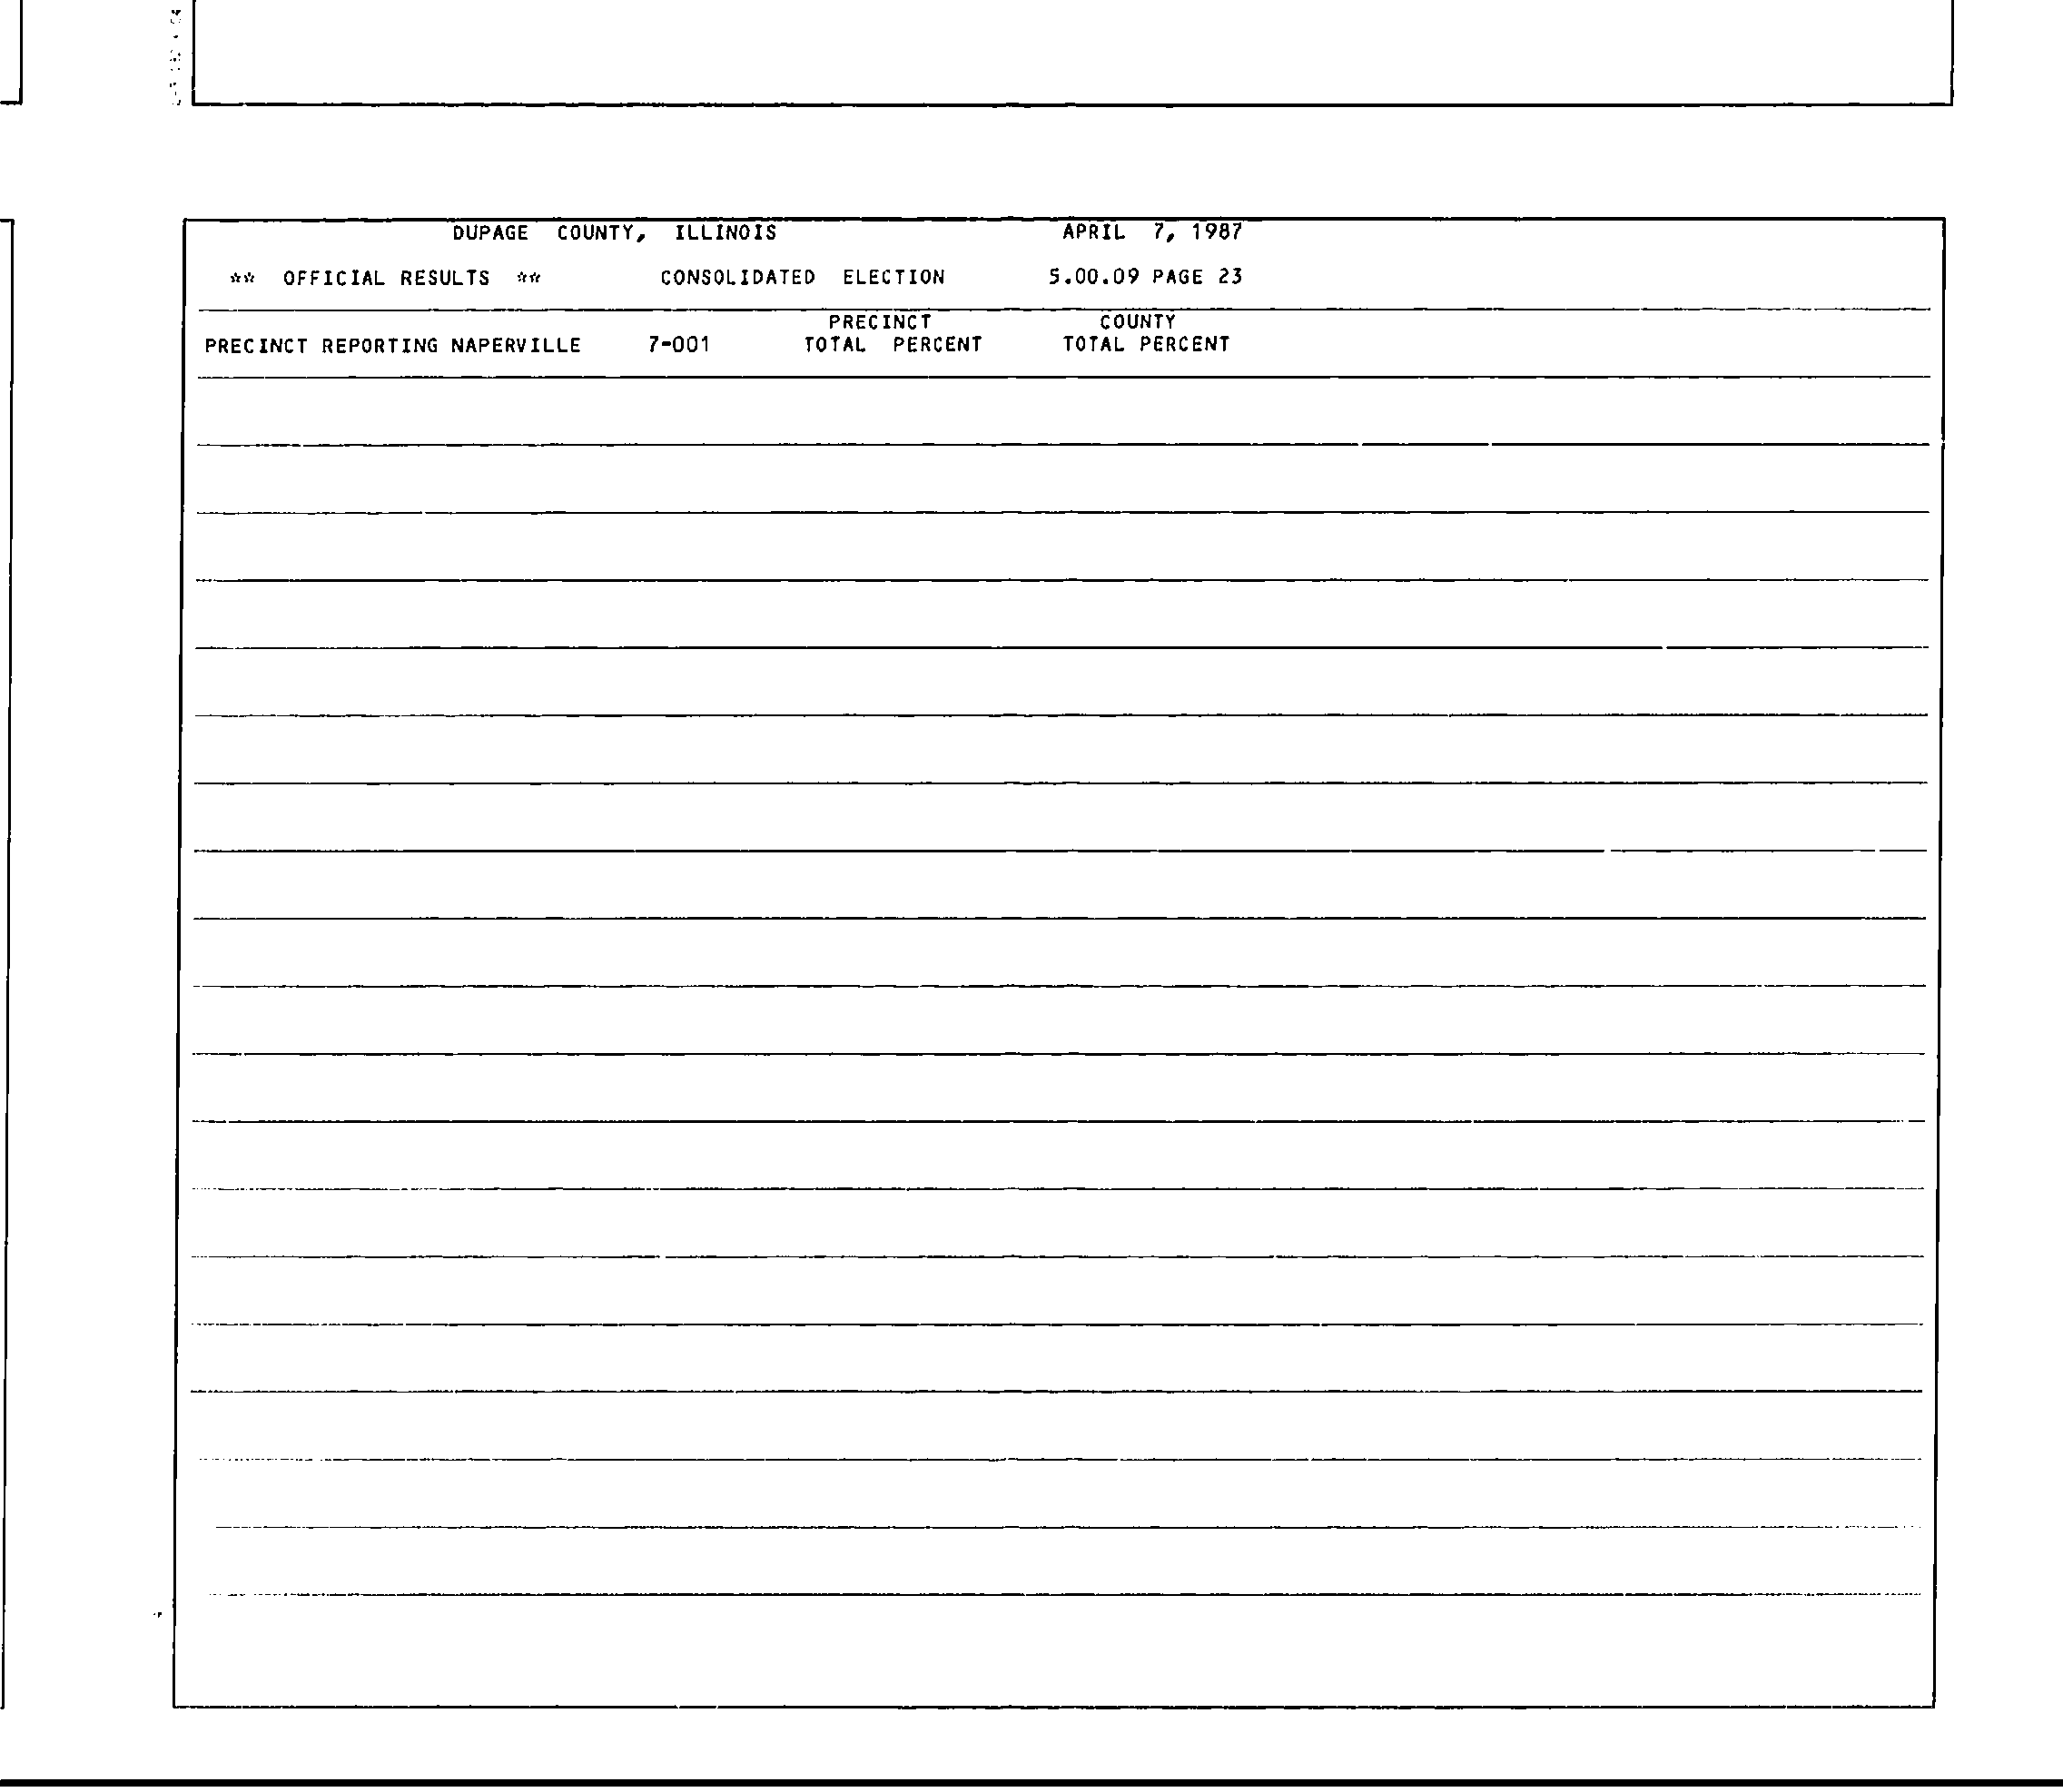 DUPAGE COUNTY, ILLINOIS APRIL 7, 1987
** OFFICIAL RESULTS ** CONSOLIDATED ELECTION 5.00.09 PAGE 23
PRECINCT COUNTY
PRECINCT REPORTING NAPERVILLE 7-001 TOTAL PERCENT TOTAL PERCENT